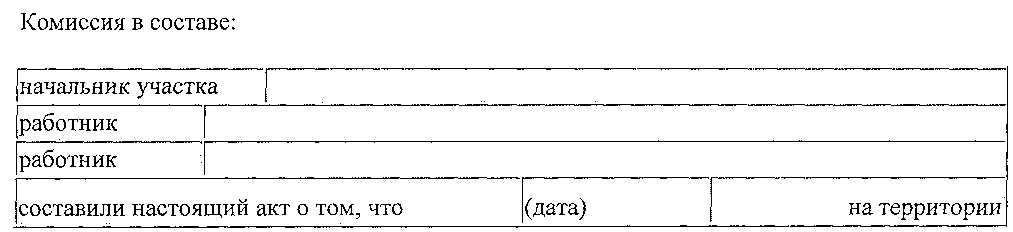 Комиссия в составе:
начальник участка
работник
работник
составили настоящий акт о том, что (дата) на территории